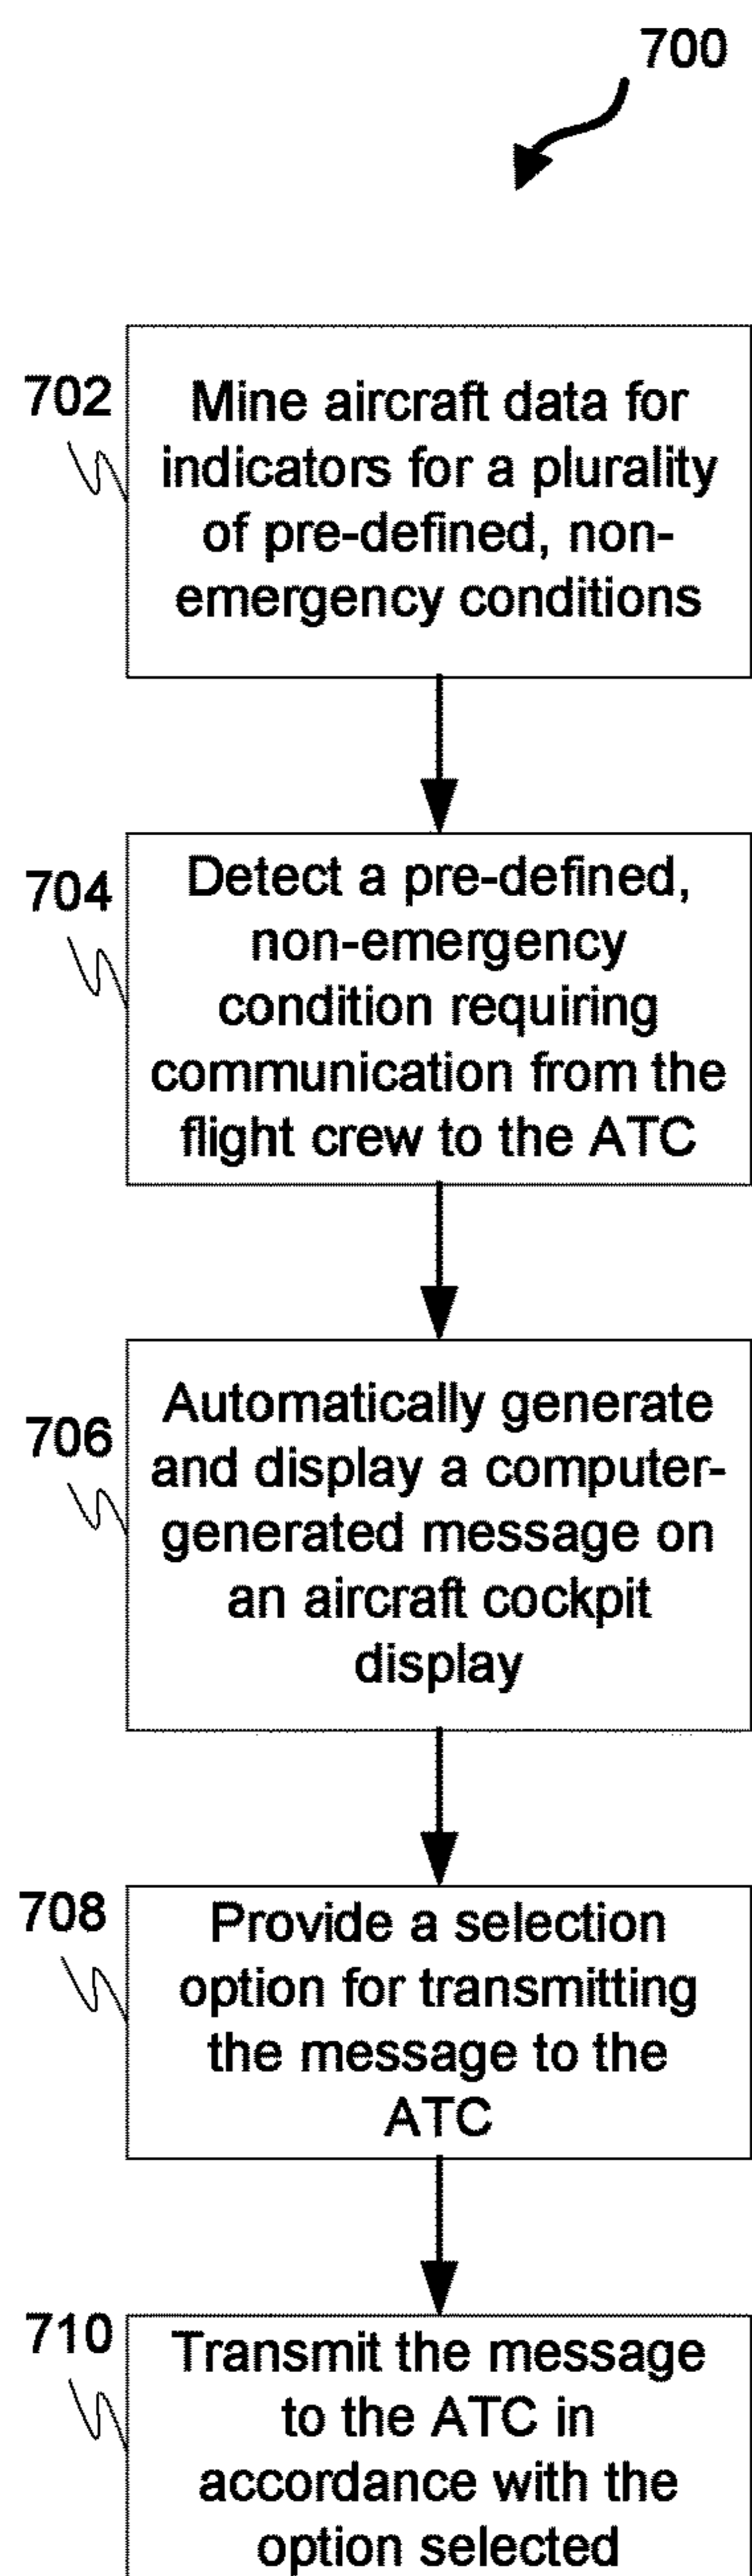 700
702
Mine aircraft data for
indicators for a plurality
of pre-defined, non-
emergency conditions
704
Detect a pre-defined,
non-emergency
condition requiring
communication from the
flight crew to the ATC
706
Automatically generate
and display a computer-
generated message on
an aircraft cockpit
display
708
Provide a selection
option for transmitting
the message to the
ATC
710
Transmit the message
to the ATC in
accordance with the
option selected